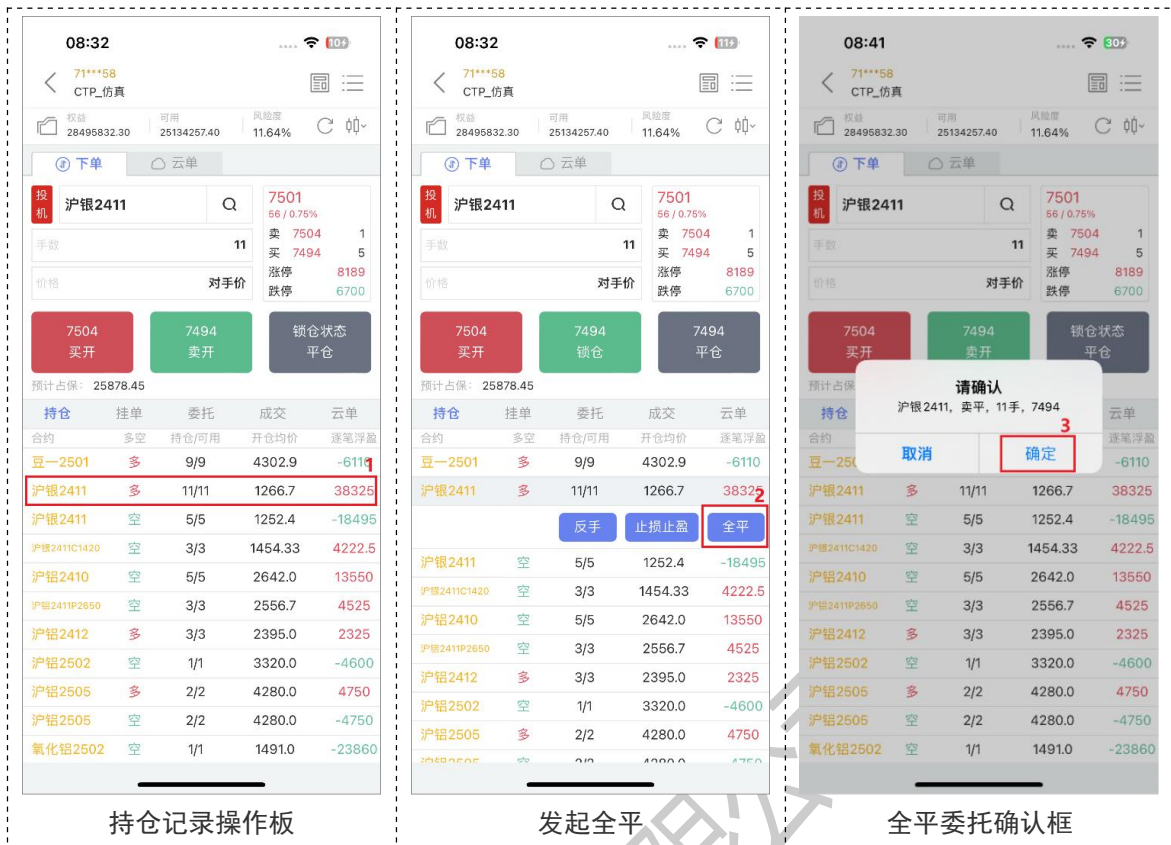 08:32
10
71***58
CTP_仿真
权益
28495832.30
可用
25134257.40
风险度
11.64%
下单
云单
投机
沪银2411
手数 11
价格 对手价
7501
56 / 0.75%
卖 7504 1
买 7494 5
涨停 8189
跌停 6700
7504
买开
7494
卖开
锁仓状态
平仓
预计占保: 25878.45
持仓 挂单 委托 成交 云单
合约 多空 持仓/可用 开仓均价 逐笔浮盈
豆一2501 多 9/9 4302.9 -6110
1
沪银2411 多 11/11 1266.7 38325
沪银2411 空 5/5 1252.4 -18495
沪银2411C1420 空 3/3 1454.33 4222.5
沪铝2410 空 5/5 2642.0 13550
沪铝2411P2650 空 3/3 2556.7 4525
沪铝2412 多 3/3 2395.0 2325
沪铝2502 空 1/1 3320.0 -4600
沪铝2505 多 2/2 4280.0 4750
沪铝2505 空 2/2 4280.0 -4750
氧化铝2502 空 1/1 1491.0 -23860
持仓记录操作板
08:32
11
71***58
CTP_仿真
权益
28495832.30
可用
25134257.40
风险度
11.64%
下单
云单
投机
沪银2411
手数 11
价格 对手价
7501
56 / 0.75%
卖 7504 1
买 7494 5
涨停 8189
跌停 6700
7504
买开
7494
锁仓
7494
平仓
预计占保: 25878.45
持仓 挂单 委托 成交 云单
合约 多空 持仓/可用 开仓均价 逐笔浮盈
豆一2501 多 9/9 4302.9 -6110
沪银2411 多 11/11 1266.7 38325
2
反手 止损止盈 全平
沪银2411 空 5/5 1252.4 -18495
沪银2411C1420 空 3/3 1454.33 4222.5
沪铝2410 空 5/5 2642.0 13550
沪铝2411P2650 空 3/3 2556.7 4525
沪铝2412 多 3/3 2395.0 2325
沪铝2502 空 1/1 3320.0 -4600
沪铝2505 多 2/2 4280.0 4750
发起全平
08:41
30
71***58
CTP_仿真
权益
28495832.30
可用
25134257.40
风险度
11.64%
下单
云单
投机
沪银2411
手数 11
价格 对手价
7501
56 / 0.75%
卖 7504 1
买 7494 5
涨停 8189
跌停 6700
7504
买开
7494
卖开
锁仓状态
平仓
预计占保
请确认
沪银2411，卖平，11手，7494
3
取消 确定
持仓 云单
合约 逐笔浮盈
豆一250 -6110
沪银2411 多 11/11 1266.7 38325
沪银2411 空 5/5 1252.4 -18495
沪银2411C1420 空 3/3 1454.33 4222.5
沪铝2410 空 5/5 2642.0 13550
沪铝2411P2650 空 3/3 2556.7 4525
沪铝2412 多 3/3 2395.0 2325
沪铝2502 空 1/1 3320.0 -4600
沪铝2505 多 2/2 4280.0 4750
沪铝2505 空 2/2 4280.0 -4750
氧化铝2502 空 1/1 1491.0 -23860
全平委托确认框